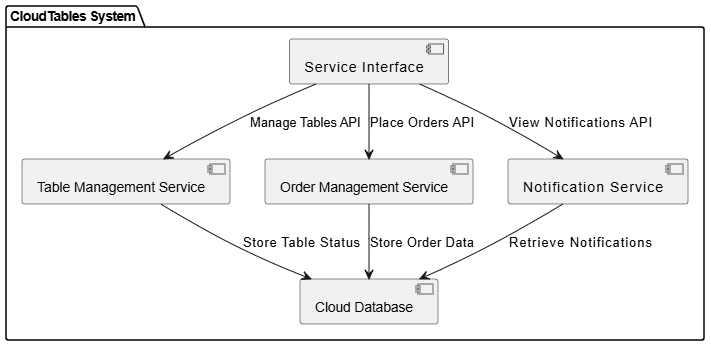 CloudTables System
Service Interface
Manage Tables API
Place Orders API
View Notifications API
Table Management Service
Order Management Service
Notification Service
Store Table Status
Store Order Data
Retrieve Notifications
Cloud Database